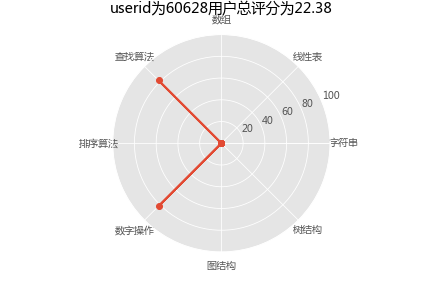 userid为60628用户总评分为22.38
数组
查找算法
线性表
100
80
60
40
20
排序算法
字符串
数字操作
树结构
图结构